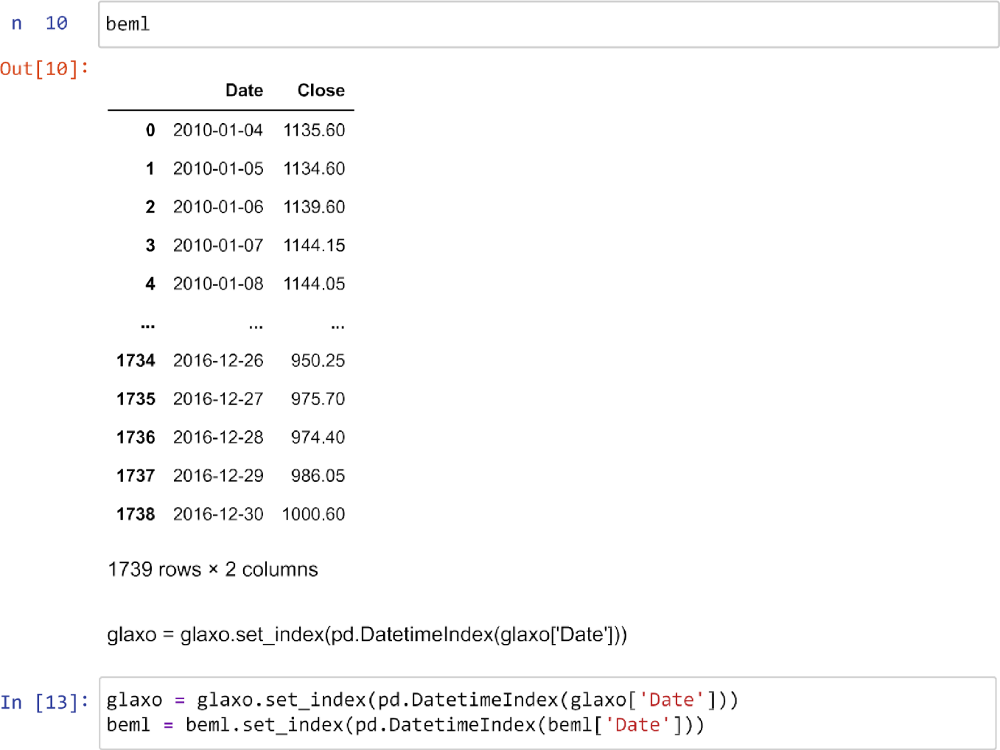 n 10 beml
Out[10]:
Date Close
0 2010-01-04 1135.60
1 2010-01-05 1134.60
2 2010-01-06 1139.60
3 2010-01-07 1144.15
4 2010-01-08 1144.05
... ... ...
1734 2016-12-26 950.25
1735 2016-12-27 975.70
1736 2016-12-28 974.40
1737 2016-12-29 986.05
1738 2016-12-30 1000.60
1739 rows × 2 columns
glaxo = glaxo.set_index(pd.DatetimeIndex(glaxo['Date']))
In [13]: glaxo = glaxo.set_index(pd.DatetimeIndex(glaxo['Date']))
beml = beml.set_index(pd.DatetimeIndex(beml['Date']))